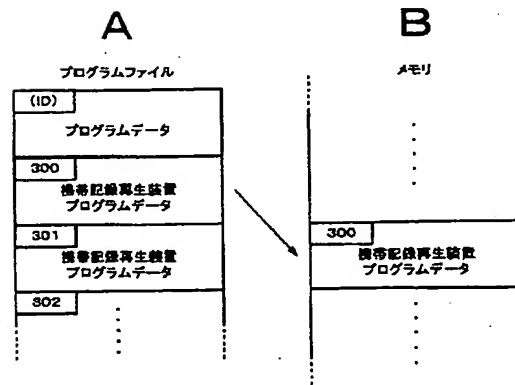 A
プログラムファイル
(ID)
プログラムデータ
300
携帯記録再生装置
プログラムデータ
301
携帯記録再生装置
プログラムデータ
302
B
メモリ
300
携帯記録再生装置
プログラムデータ